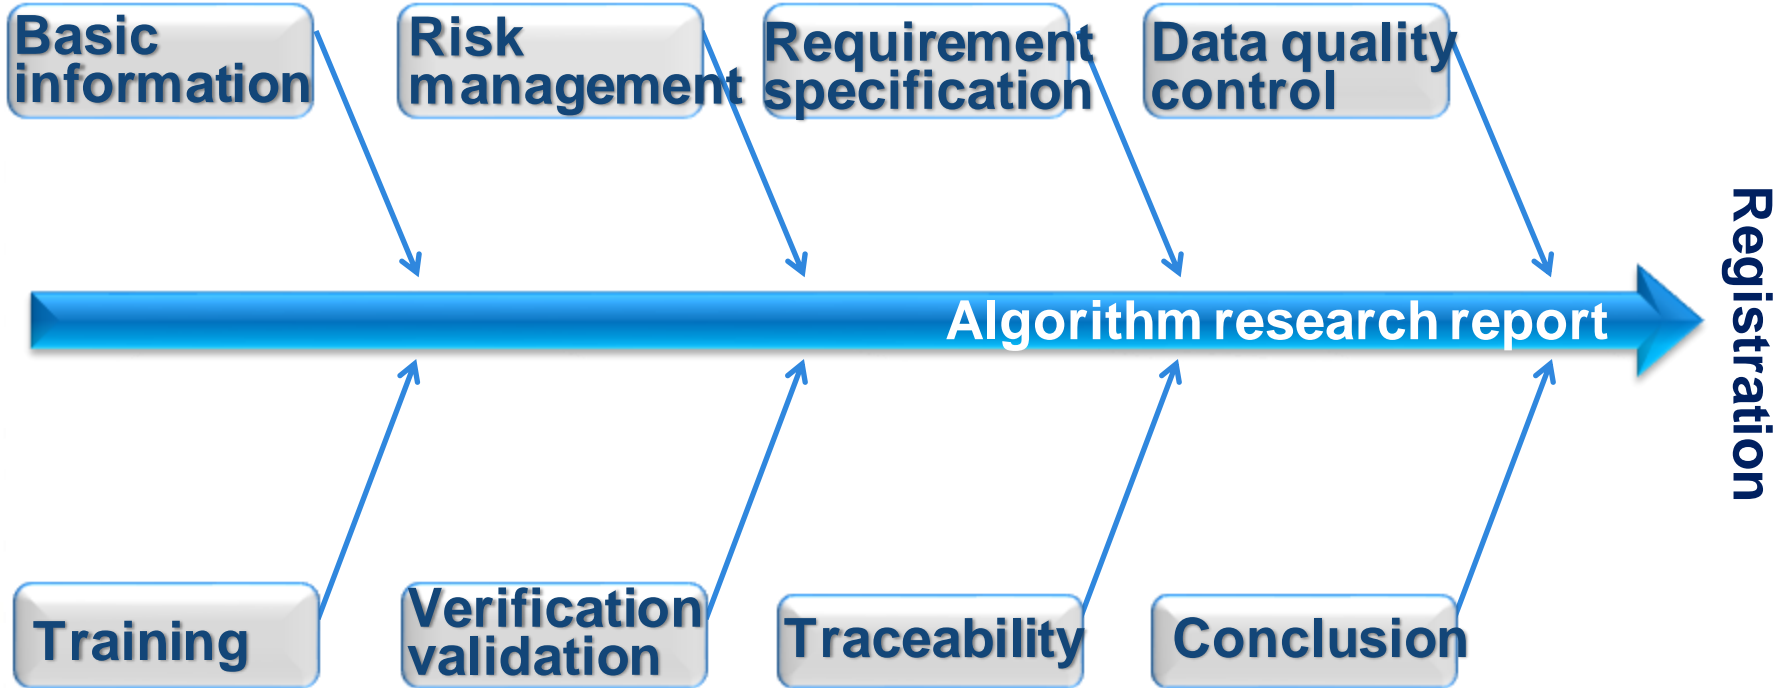 Basic
information
Risk
management
Requirement
specification
Data quality
control
Algorithm research report
Registration
Training
Verification
validation
Traceability
Conclusion